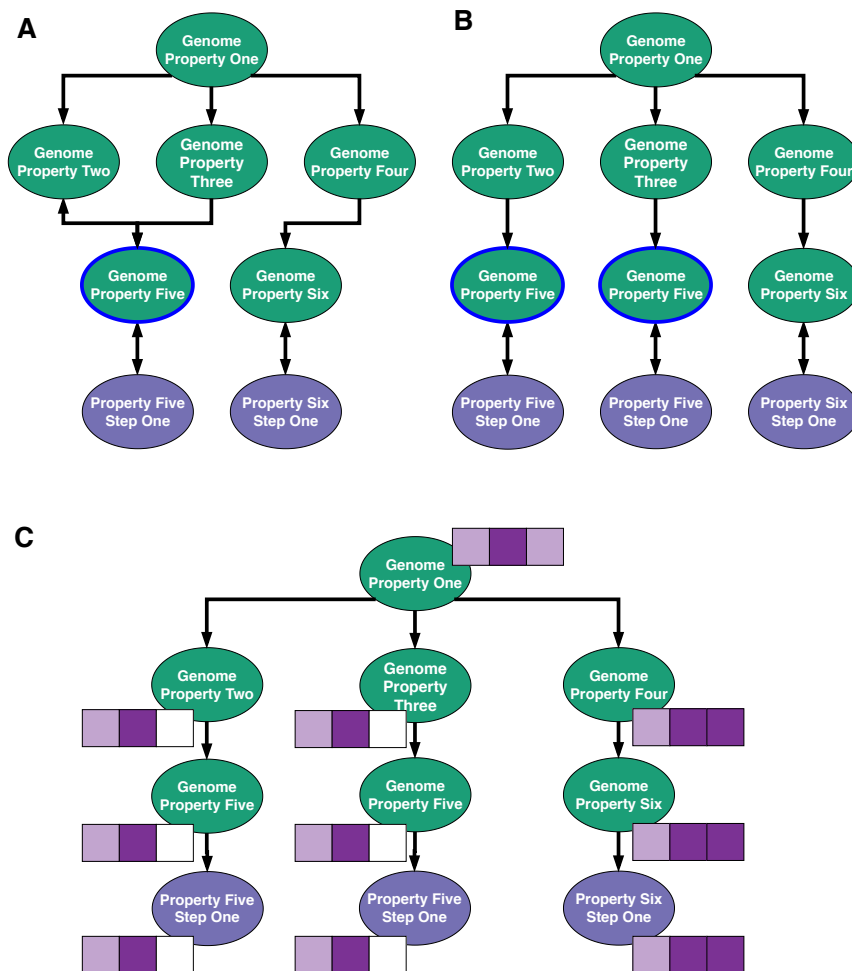 A
Genome
Property One
Genome
Property Two
Genome
Property
Three
Genome
Property Four
Genome
Property Five
Genome
Property Six
Property Five
Step One
Property Six
Step One
B
Genome
Property One
Genome
Property Two
Genome
Property
Three
Genome
Property Four
Genome
Property Five
Genome
Property Five
Genome
Property Six
Property Five
Step One
Property Five
Step One
Property Six
Step One
C
Genome
Property One
Genome
Property Two
Genome
Property
Three
Genome
Property Four
Genome
Property Five
Genome
Property Five
Genome
Property Six
Property Five
Step One
Property Five
Step One
Property Six
Step One